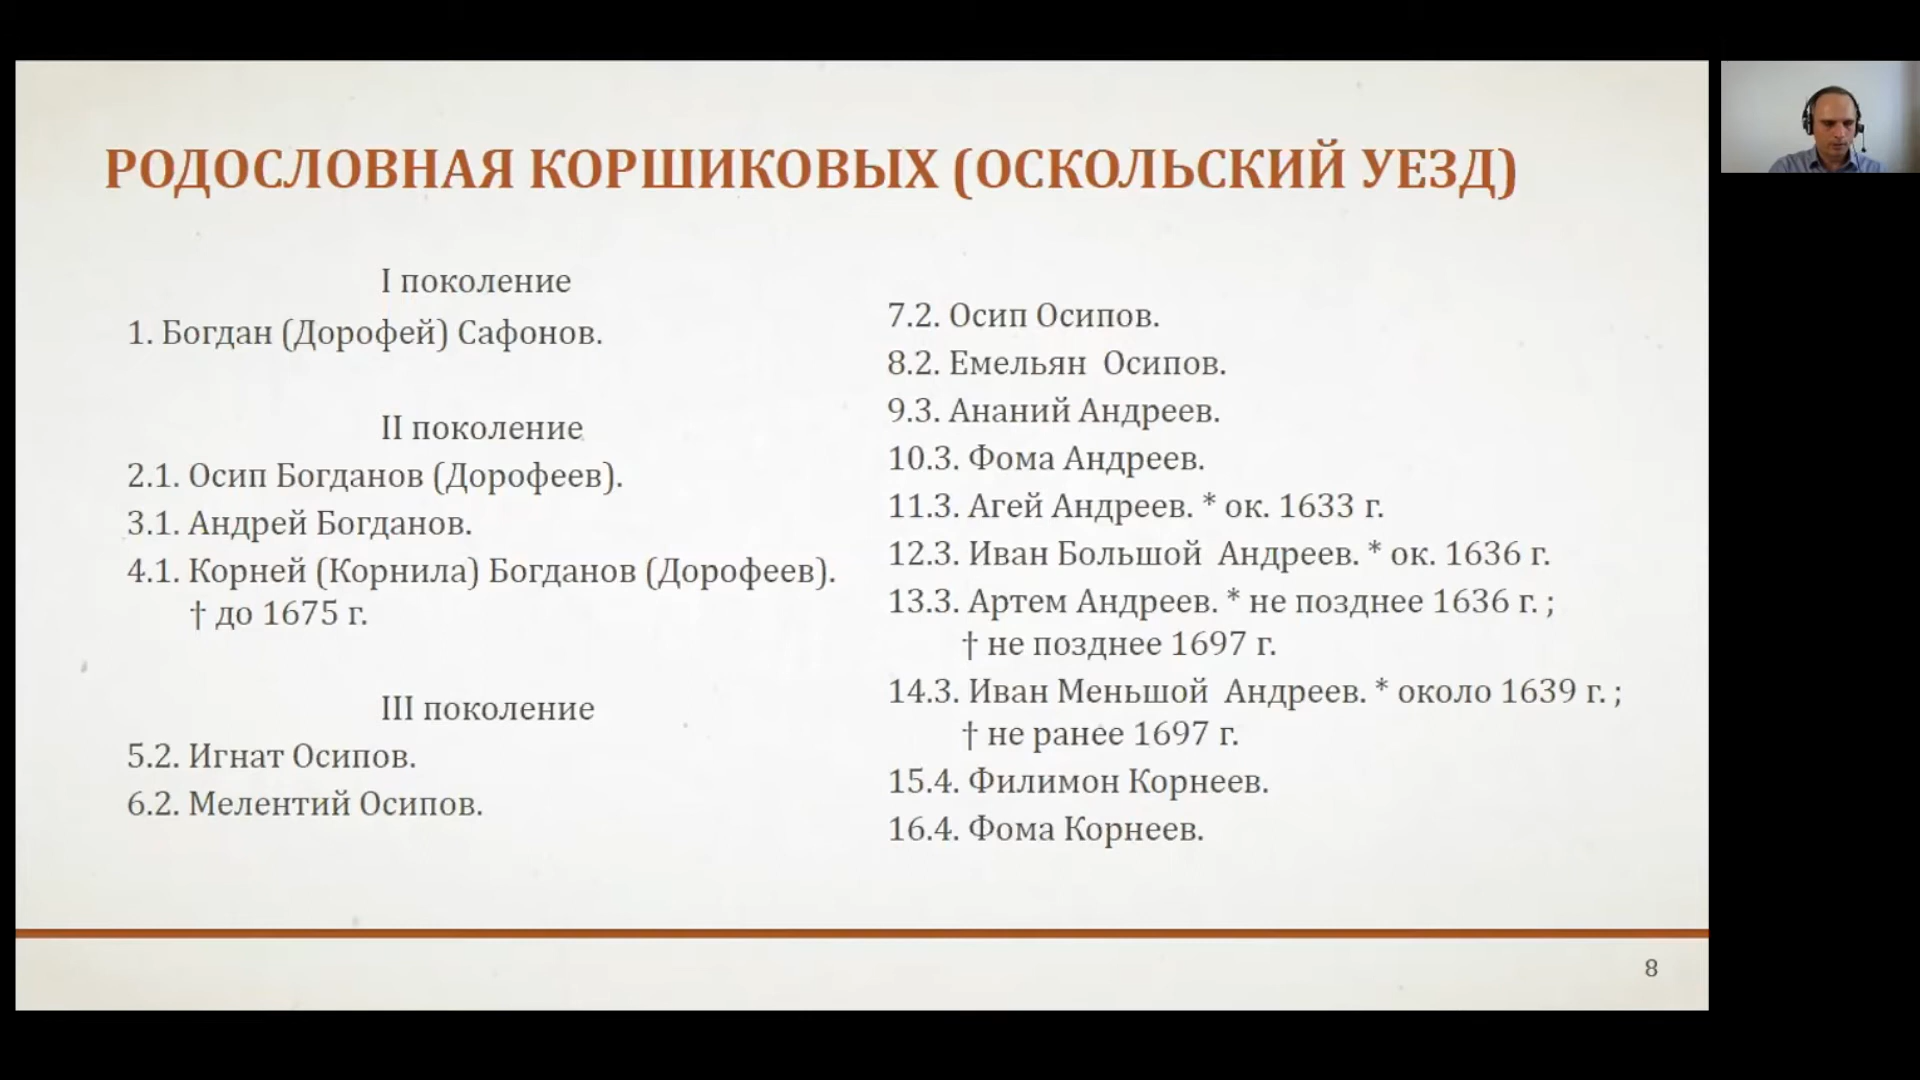 РОДОСЛОВНАЯ КОРШИКОВЫХ (ОСКОЛЬСКИЙ УЕЗД)
I поколение
1. Богдан (Дорофей) Сафонов.
II поколение
2.1. Осип Богданов (Дорофеев).
3.1. Андрей Богданов.
4.1. Корней (Корнила) Богданов (Дорофеев).
† до 1675 г.
III поколение
5.2. Игнат Осипов.
6.2. Мелентий Осипов.
7.2. Осип Осипов.
8.2. Емельян Осипов.
9.3. Ананий Андреев.
10.3. Фома Андреев.
11.3. Агей Андреев. * ок. 1633 г.
12.3. Иван Большой Андреев. * ок. 1636 г.
13.3. Артем Андреев. * не позднее 1636 г. ;
† не позднее 1697 г.
14.3. Иван Меньшой Андреев. * около 1639 г. ;
† не ранее 1697 г.
15.4. Филимон Корнеев.
16.4. Фома Корнеев.
8